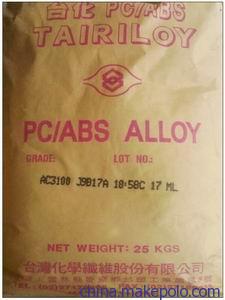 台化 PC/ABS
TAIRILOY
PC/ABS ALLOY
GRADE: LOT NO.:
AC3100 J9B17A 10:58C 17 ML
NET WEIGHT: 25 KGS
台灣化學纖維股份有限公司
china.makepolo.com